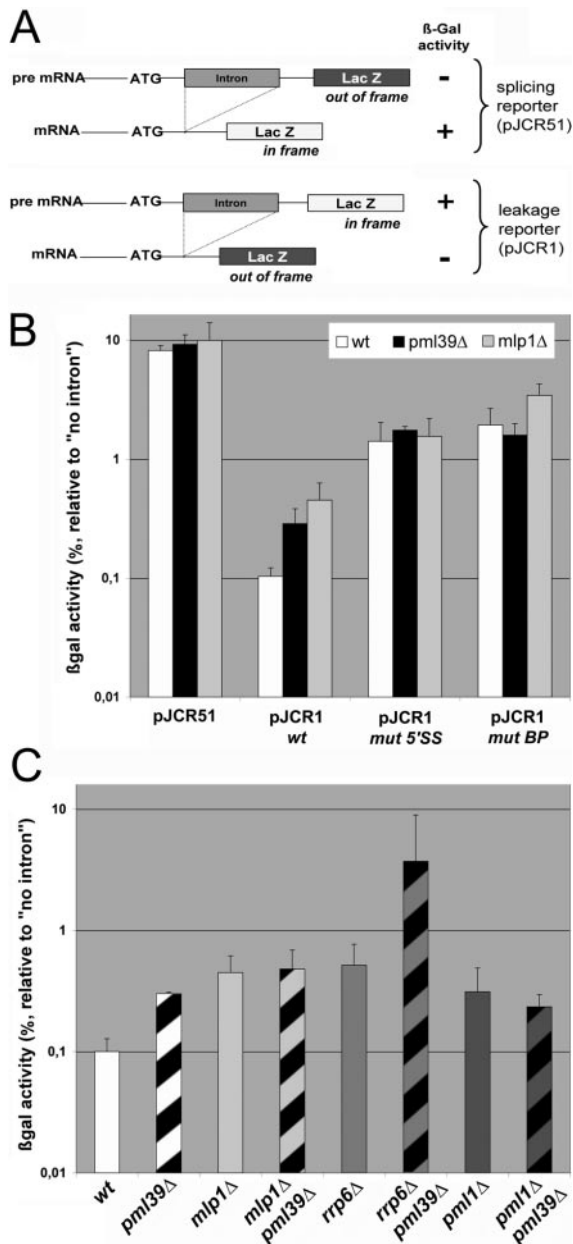 A
ß-Gal
activity
pre mRNA ATG Intron Lac Z -
out of frame
mRNA ATG Lac Z +
in frame
splicing
reporter
(pJCR51)
pre mRNA ATG Intron Lac Z +
in frame
mRNA ATG Lac Z -
out of frame
leakage
reporter
(pJCR1)
B
ßgal activity (%, relative to "no intron")
10
1
0,1
0,01
wt pml39Δ mlp1Δ
pJCR51
pJCR1
wt
pJCR1
mut 5'SS
pJCR1
mut BP
C
ßgal activity (%, relative to "no intron")
10
1
0,1
0,01
wt
pml39Δ
mlp1Δ
mlp1Δ
pml39Δ
rrp6Δ
rrp6Δ
pml39Δ
pml1Δ
pml1Δ
pml39Δ